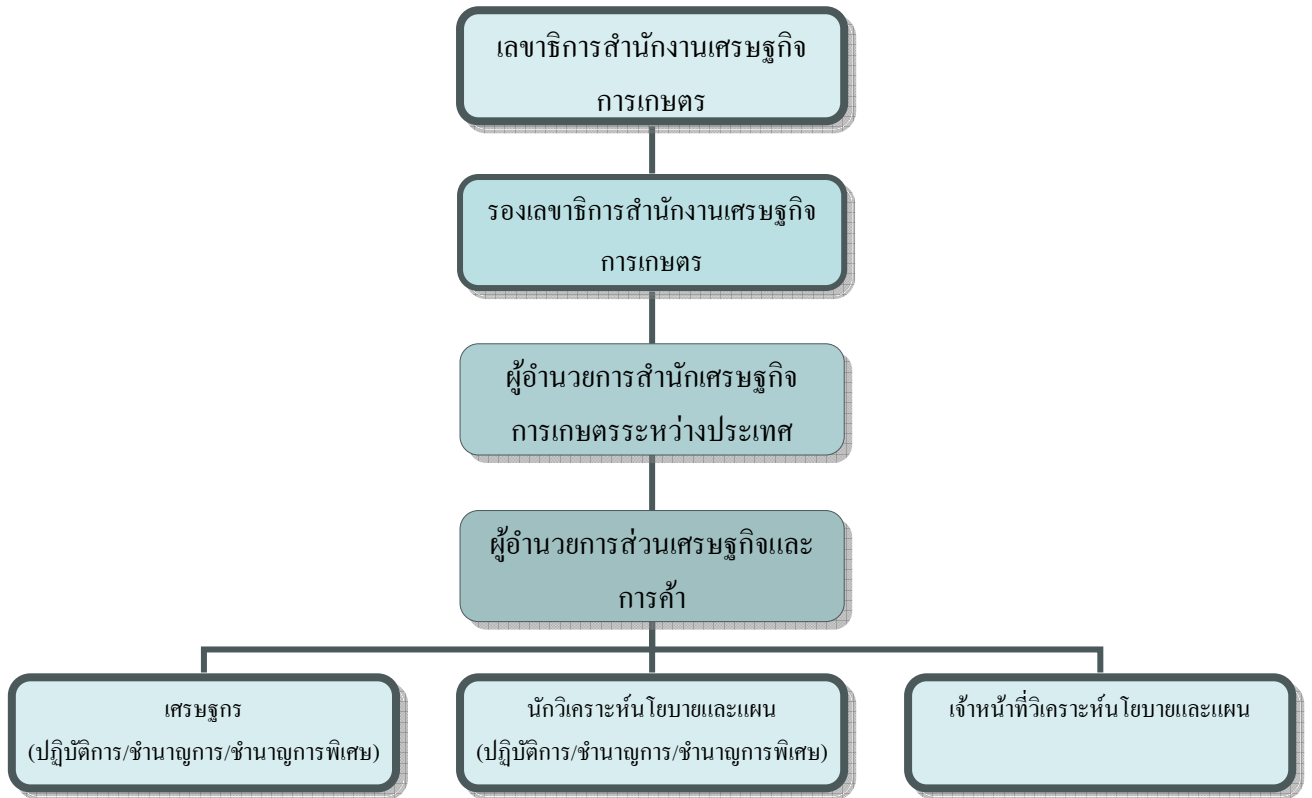 เลขาธิการสำนักงานเศรษฐกิจ
การเกษตร
รองเลขาธิการสำนักงานเศรษฐกิจ
การเกษตร
ผู้อำนวยการสำนักเศรษฐกิจ
การเกษตรระหว่างประเทศ
ผู้อำนวยการส่วนเศรษฐกิจและ
การค้า
เศรษฐกร
(ปฏิบัติการ/ชำนาญการ/ชำนาญการพิเศษ)
นักวิเคราะห์นโยบายและแผน
(ปฏิบัติการ/ชำนาญการ/ชำนาญการพิเศษ)
เจ้าหน้าที่วิเคราะห์นโยบายและแผน